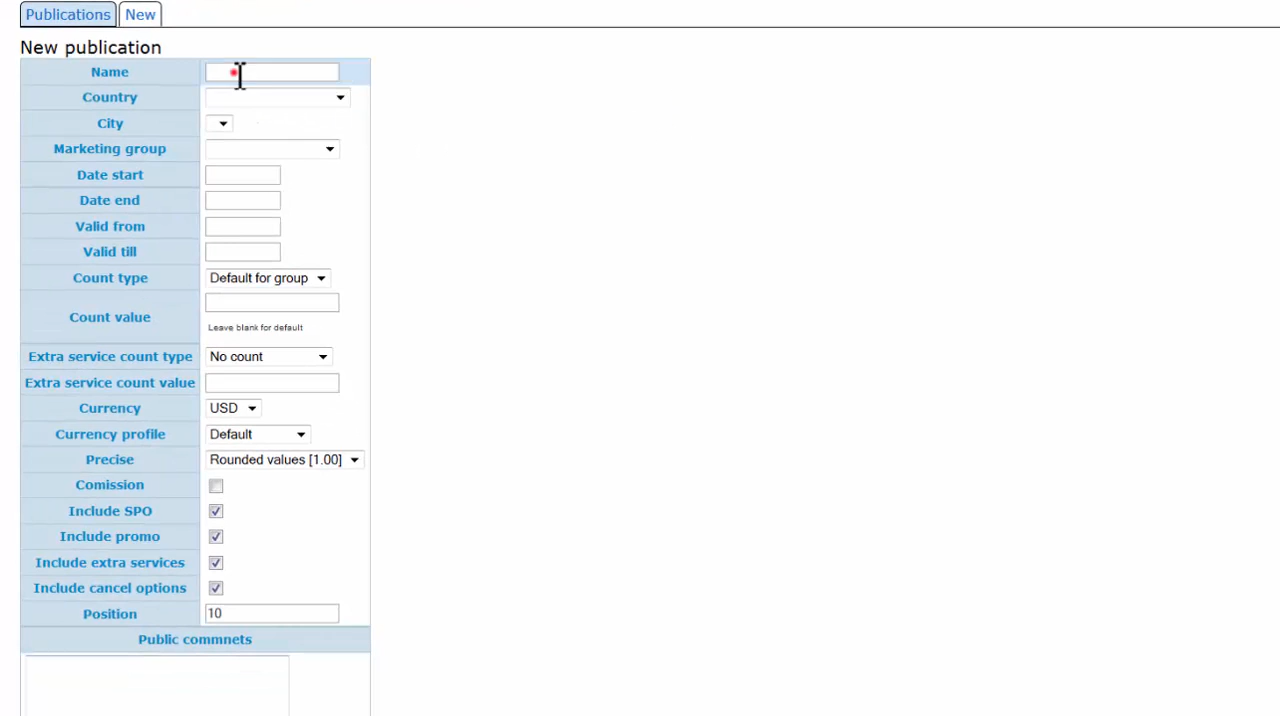 Publications New
New publication
Name
Country
City
Marketing group
Date start
Date end
Valid from
Valid till
Count type Default for group
Count value
Leave blank for default
Extra service count type No count
Extra service count value
Currency USD
Currency profile Default
Precise Rounded values [1.00]
Comission
Include SPO
Include promo
Include extra services
Include cancel options
Position 10
Public commnets